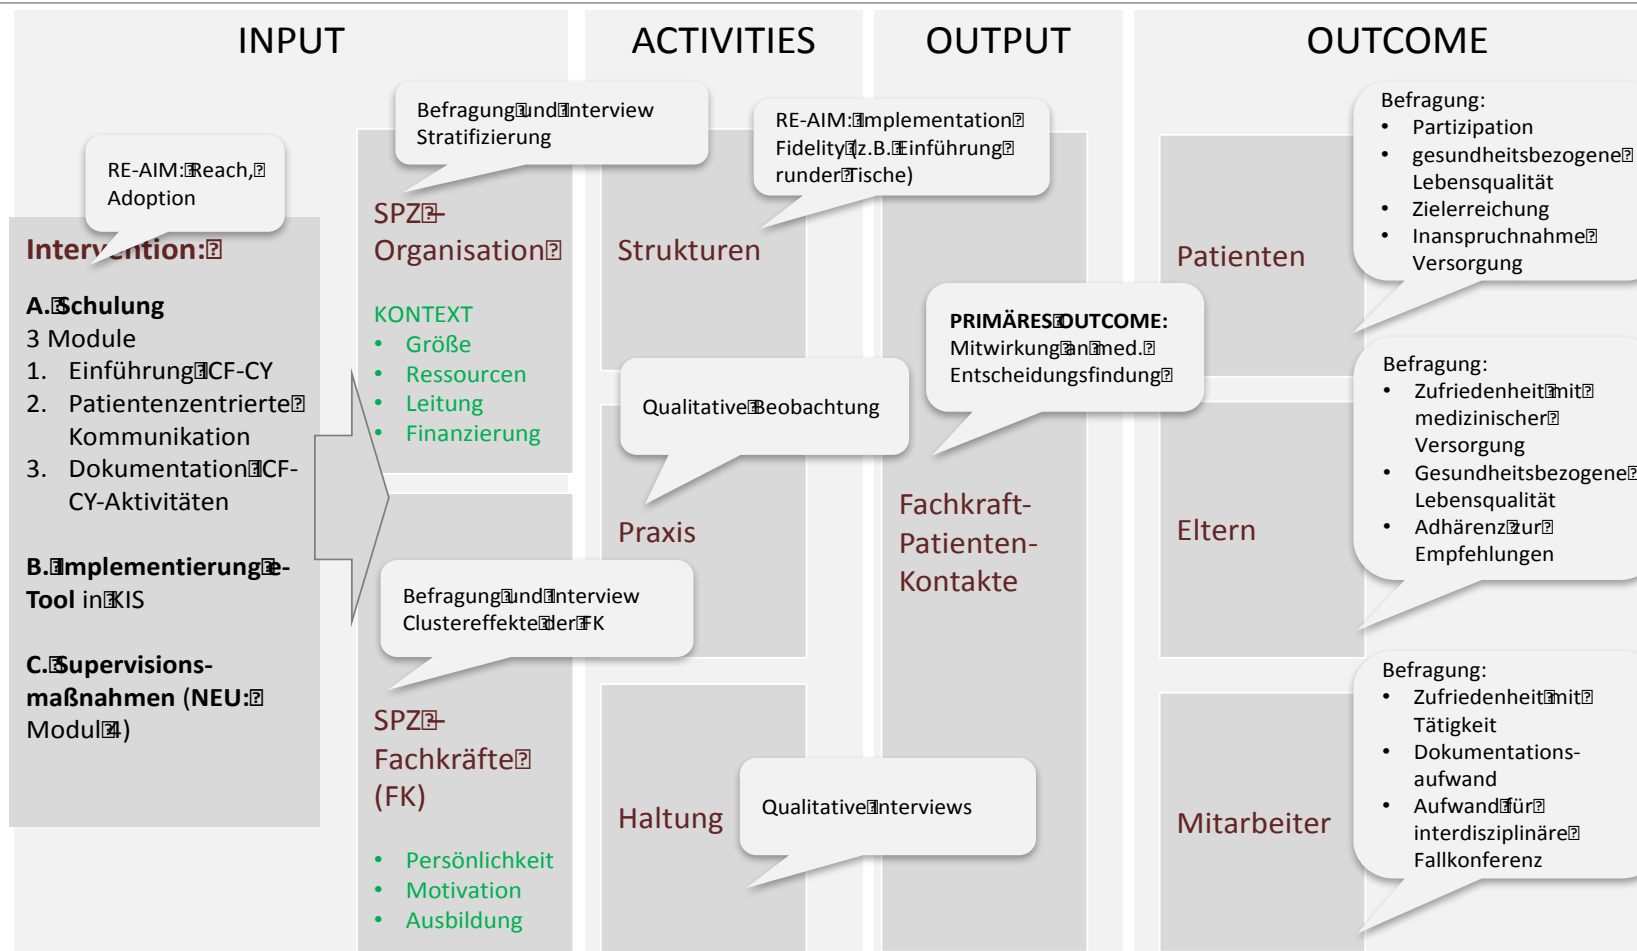 INPUT
RE-AIM: Reach,
Adoption
Intervention:
A. Schulung
3 Module
1. Einführung ICF-CY
2. Patientenzentrierte
Kommunikation
3. Dokumentation ICF-
CY-Aktivitäten
B. Implementierung e-
Tool in KIS
C. Supervisions-
maßnahmen (NEU:
Modul 4)
Befragung und Interview
Stratifizierung
SPZ –
Organisation
KONTEXT
• Größe
• Ressourcen
• Leitung
• Finanzierung
Befragung und Interview
Clustereffekte der FK
SPZ –
Fachkräfte
(FK)
• Persönlichkeit
• Motivation
• Ausbildung
ACTIVITIES
RE-AIM: Implementation
Fidelity (z.B. Einführung
runder Tische)
Strukturen
Qualitative Beobachtung
Praxis
Haltung
Qualitative Interviews
OUTPUT
PRIMÄRES OUTCOME:
Mitwirkung an med.
Entscheidungsfindung
Fachkraft-
Patienten-
Kontakte
OUTCOME
Patienten
Befragung:
• Partizipation
• gesundheitsbezogene
Lebensqualität
• Zielerreichung
• Inanspruchnahme
Versorgung
Eltern
Befragung:
• Zufriedenheit mit
medizinischer
Versorgung
• Gesundheitsbezogene
Lebensqualität
• Adhärenz zur
Empfehlungen
Mitarbeiter
Befragung:
• Zufriedenheit mit
Tätigkeit
• Dokumentations-
aufwand
• Aufwand für
interdisziplinäre
Fallkonferenz